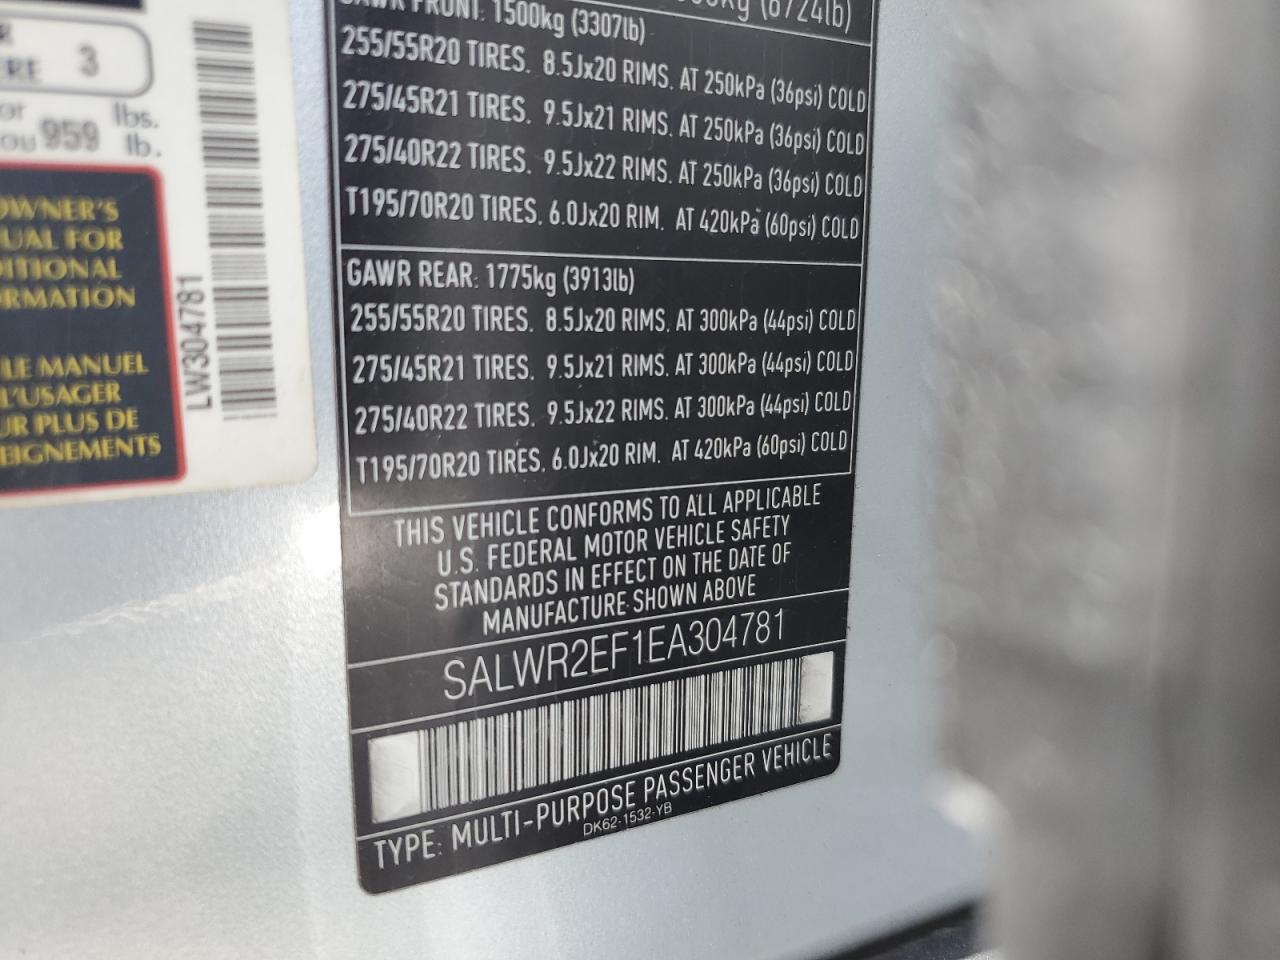 RE 3
or lbs.
ou 959 lb.
OWNER'S
UAL FOR
DITIONAL
ORMATION
LE MANUEL
L'USAGER
UR PLUS DE
EIGNEMENTS
LW304781
kg (6724lb)
GAWR FRONT: 1500kg (3307lb)
255/55R20 TIRES. 8.5Jx20 RIMS. AT 250kPa (36psi) COLD
275/45R21 TIRES. 9.5Jx21 RIMS. AT 250kPa (36psi) COLD
275/40R22 TIRES. 9.5Jx22 RIMS. AT 250kPa (36psi) COLD
T195/70R20 TIRES. 6.0Jx20 RIM. AT 420kPa (60psi) COLD
GAWR REAR: 1775kg (3913lb)
255/55R20 TIRES. 8.5Jx20 RIMS. AT 300kPa (44psi) COLD
275/45R21 TIRES. 9.5Jx21 RIMS. AT 300kPa (44psi) COLD
275/40R22 TIRES. 9.5Jx22 RIMS. AT 300kPa (44psi) COLD
T195/70R20 TIRES. 6.0Jx20 RIM. AT 420kPa (60psi) COLD
THIS VEHICLE CONFORMS TO ALL APPLICABLE
U.S. FEDERAL MOTOR VEHICLE SAFETY
STANDARDS IN EFFECT ON THE DATE OF
MANUFACTURE SHOWN ABOVE
SALWR2EF1EA304781
TYPE: MULTI-PURPOSE PASSENGER VEHICLE
DK62-1532-YB